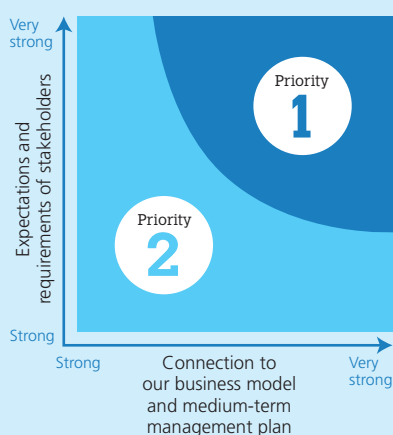 Very
strong
Expectations and
requirements of stakeholders
Priority
1
Priority
2
Strong
Strong
Connection to
our business model
and medium-term
management plan
Very
strong